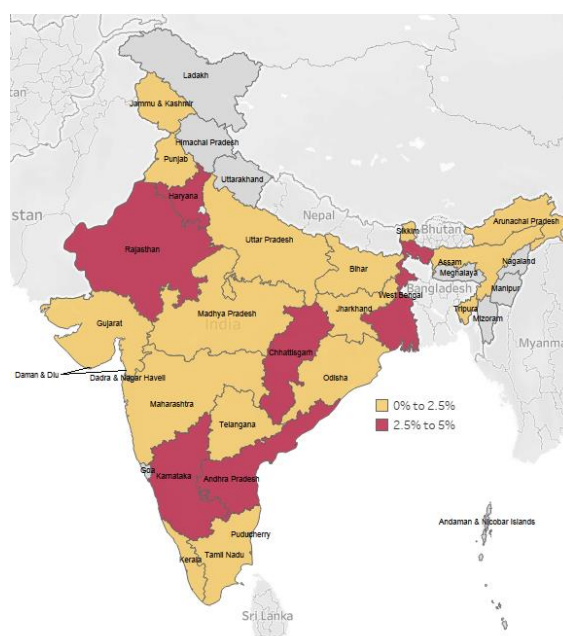 Ladakh
Jammu & Kashmir
Himachal Pradesh
Punjab
Uttarakhand
Haryana
stan
Nepal
Sikkim
Bhutan
Arunachal Pradesh
Rajasthan
Uttar Pradesh
Assam
Nagaland
Bihar
Meghalaya
Manipur
Bangladesh
West Bengal
Jharkhand
Tripura
Mizoram
Gujarat
Madhya Pradesh
India
Myanma
Chhattisgarh
Daman & Diu
Dadra & Nagar Haveli
Odisha
Maharashtra
0% to 2.5%
Telangana
2.5% to 5%
Goa
Karnataka
Andhra Pradesh
Andaman & Nicobar Islands
Puducherry
Kerala
Tamil Nadu
Sri Lanka